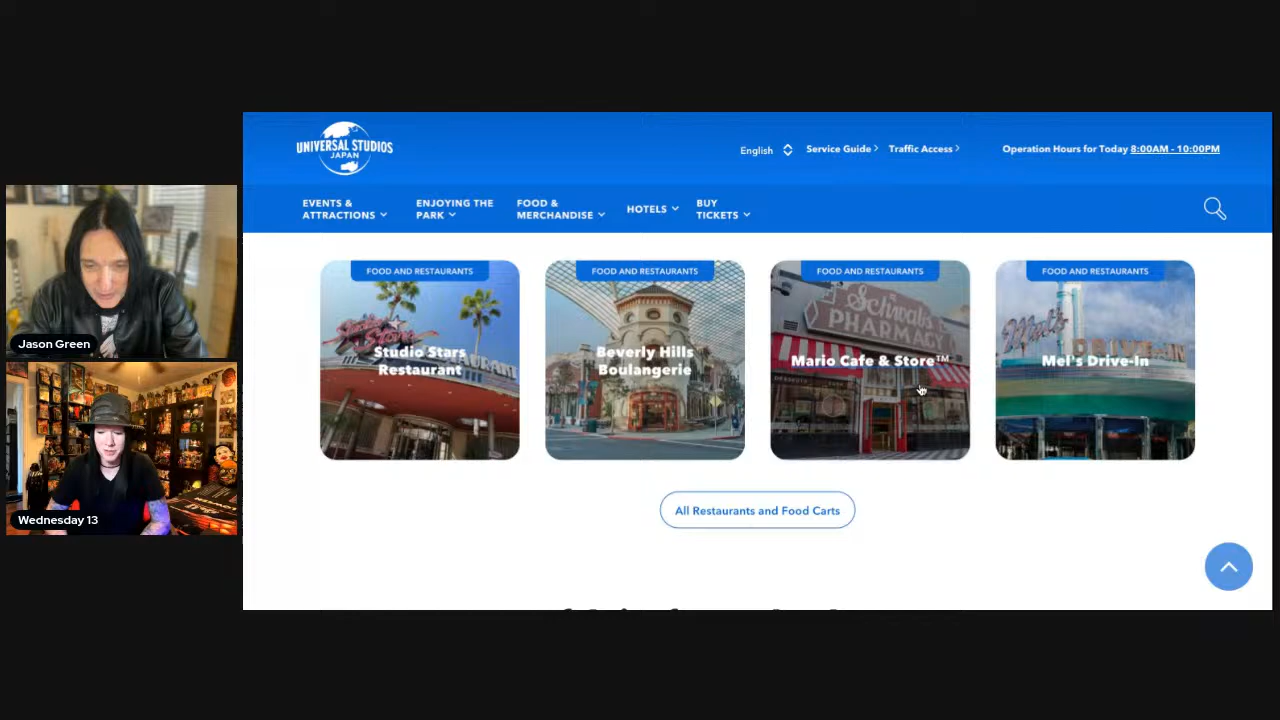 UNIVERSAL STUDIOS
JAPAN
English
Service Guide
Traffic Access
Operation Hours for Today 8:00AM - 10:00PM
EVENTS &
ATTRACTIONS
ENJOYING THE
PARK
FOOD &
MERCHANDISE
HOTELS
BUY
TICKETS
FOOD AND RESTAURANTS
Studio Stars
Restaurant
FOOD AND RESTAURANTS
Beverly Hills
Boulangerie
FOOD AND RESTAURANTS
Schwab's
PHARMACY
Mario Cafe & Store™
FOOD AND RESTAURANTS
Mel's
DRIVE-IN
Mel's Drive-In
All Restaurants and Food Carts
Jason Green
Wednesday 13